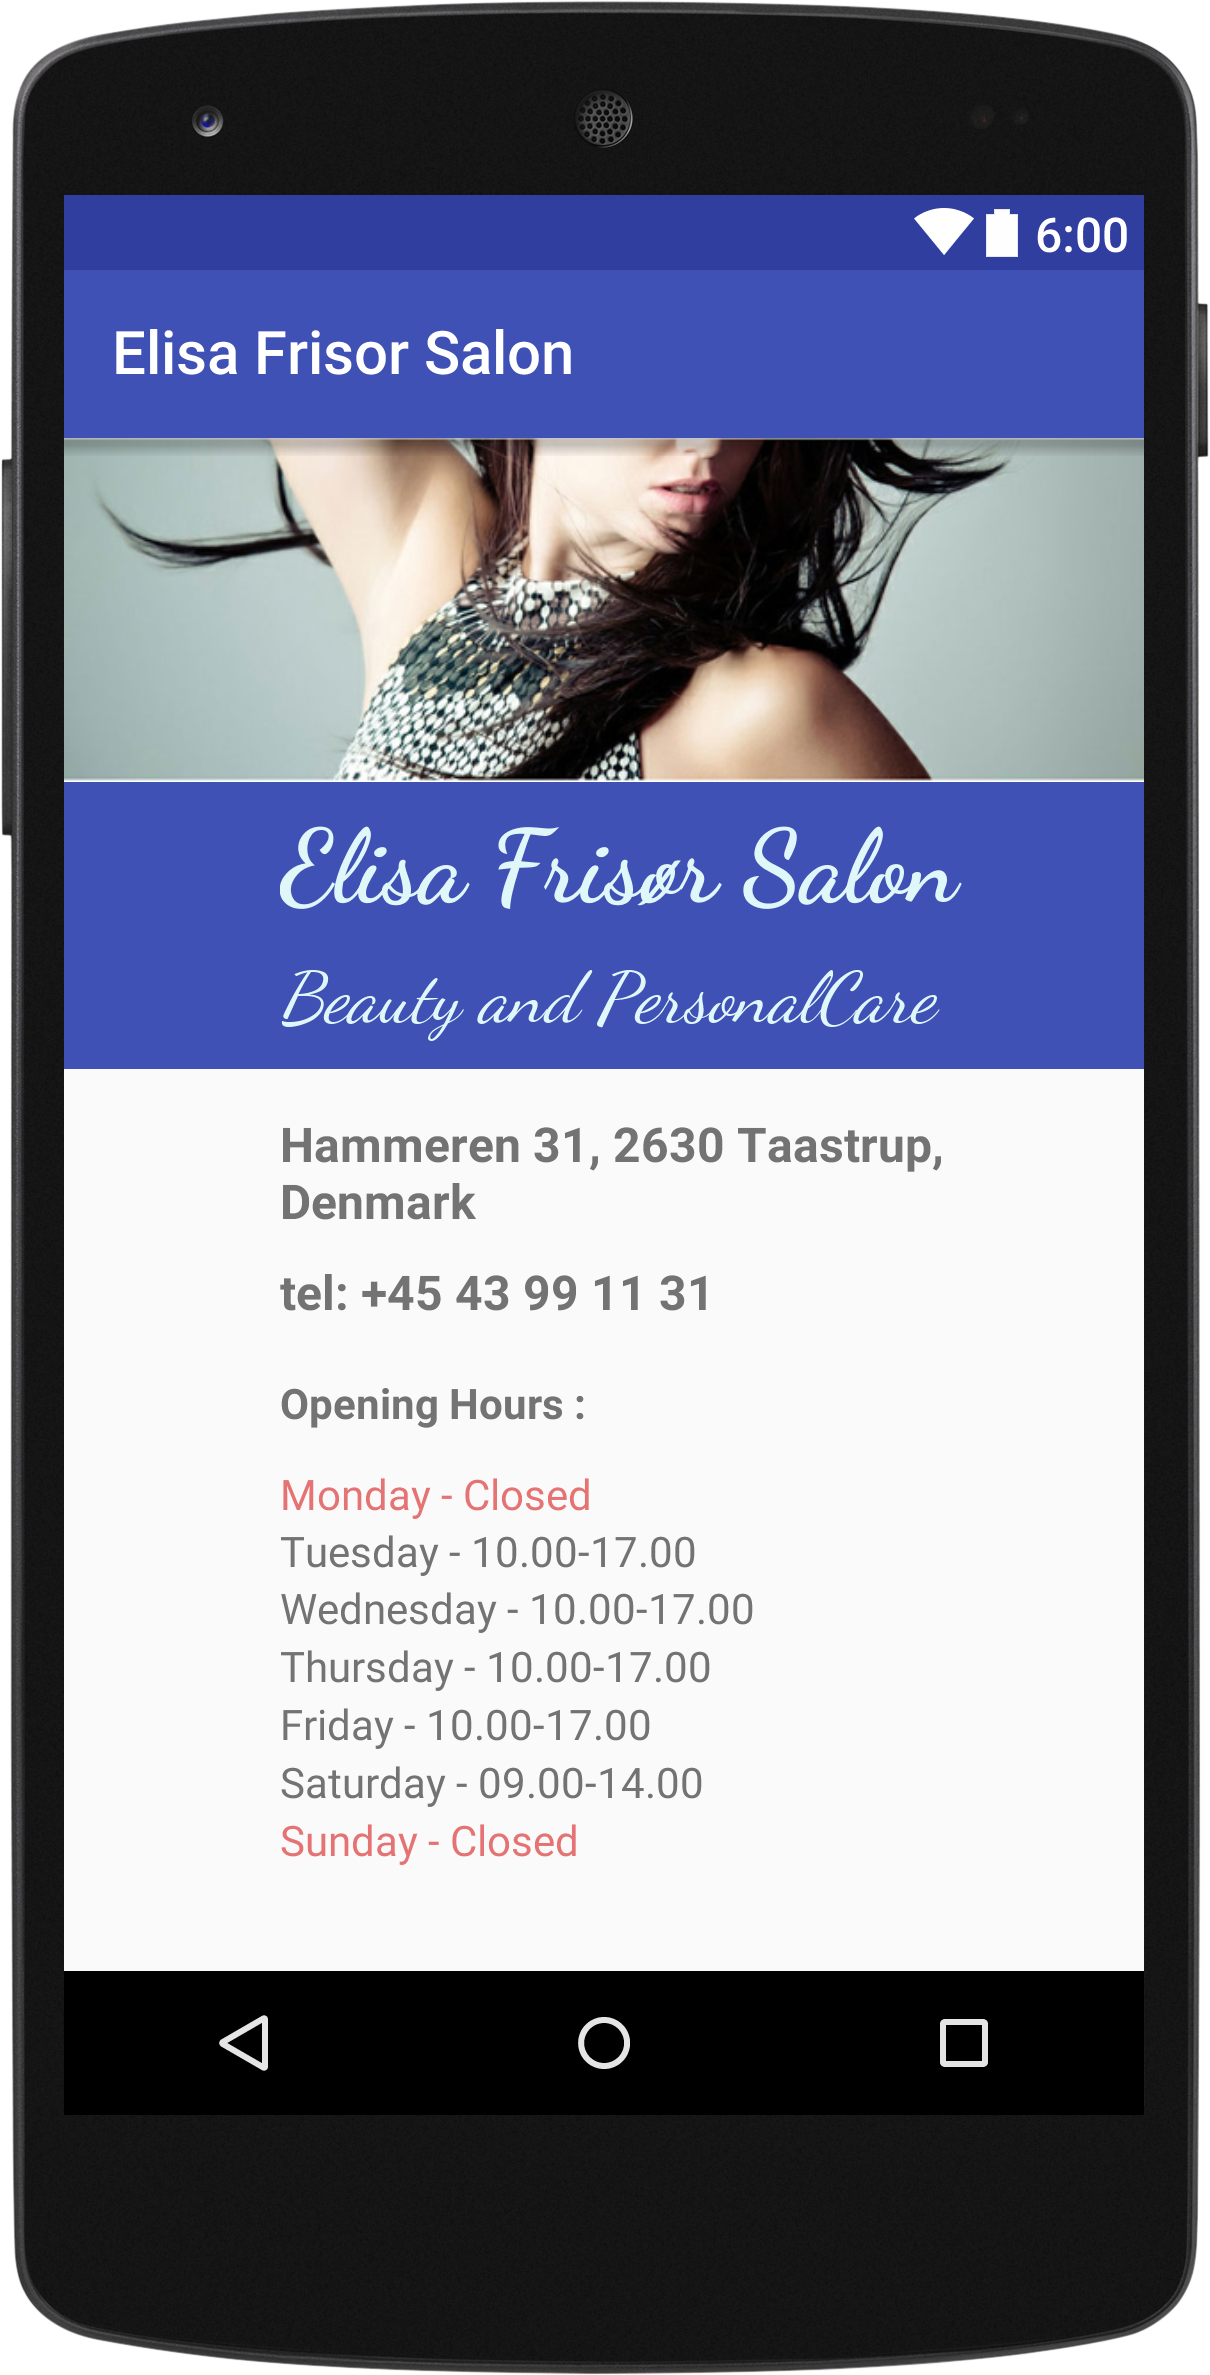 6:00
Elisa Frisor Salon
Elisa Frisør Salon
Beauty and PersonalCare
Hammeren 31, 2630 Taastrup,
Denmark
tel: +45 43 99 11 31
Opening Hours :
Monday - Closed
Tuesday - 10.00-17.00
Wednesday - 10.00-17.00
Thursday - 10.00-17.00
Friday - 10.00-17.00
Saturday - 09.00-14.00
Sunday - Closed